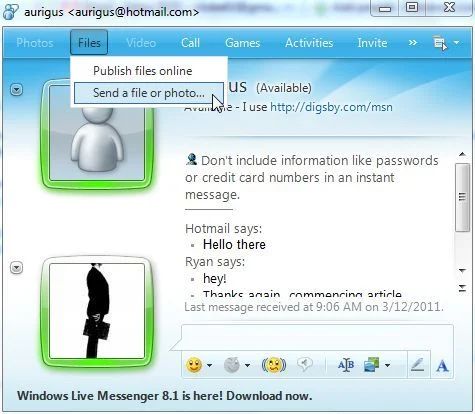 aurigus <aurigus@hotmail.com>
Photos Files Video Call Games Activities Invite »
Publish files online
Send a file or photo...
us (Available)
Available - I use http://digsby.com/msn
Don't include information like passwords
or credit card numbers in an instant
message.
Hotmail says:
Hello there
Ryan says:
hey!
Thanks again, commencing article
Last message received at 9:06 AM on 3/12/2011.
Windows Live Messenger 8.1 is here! Download now.